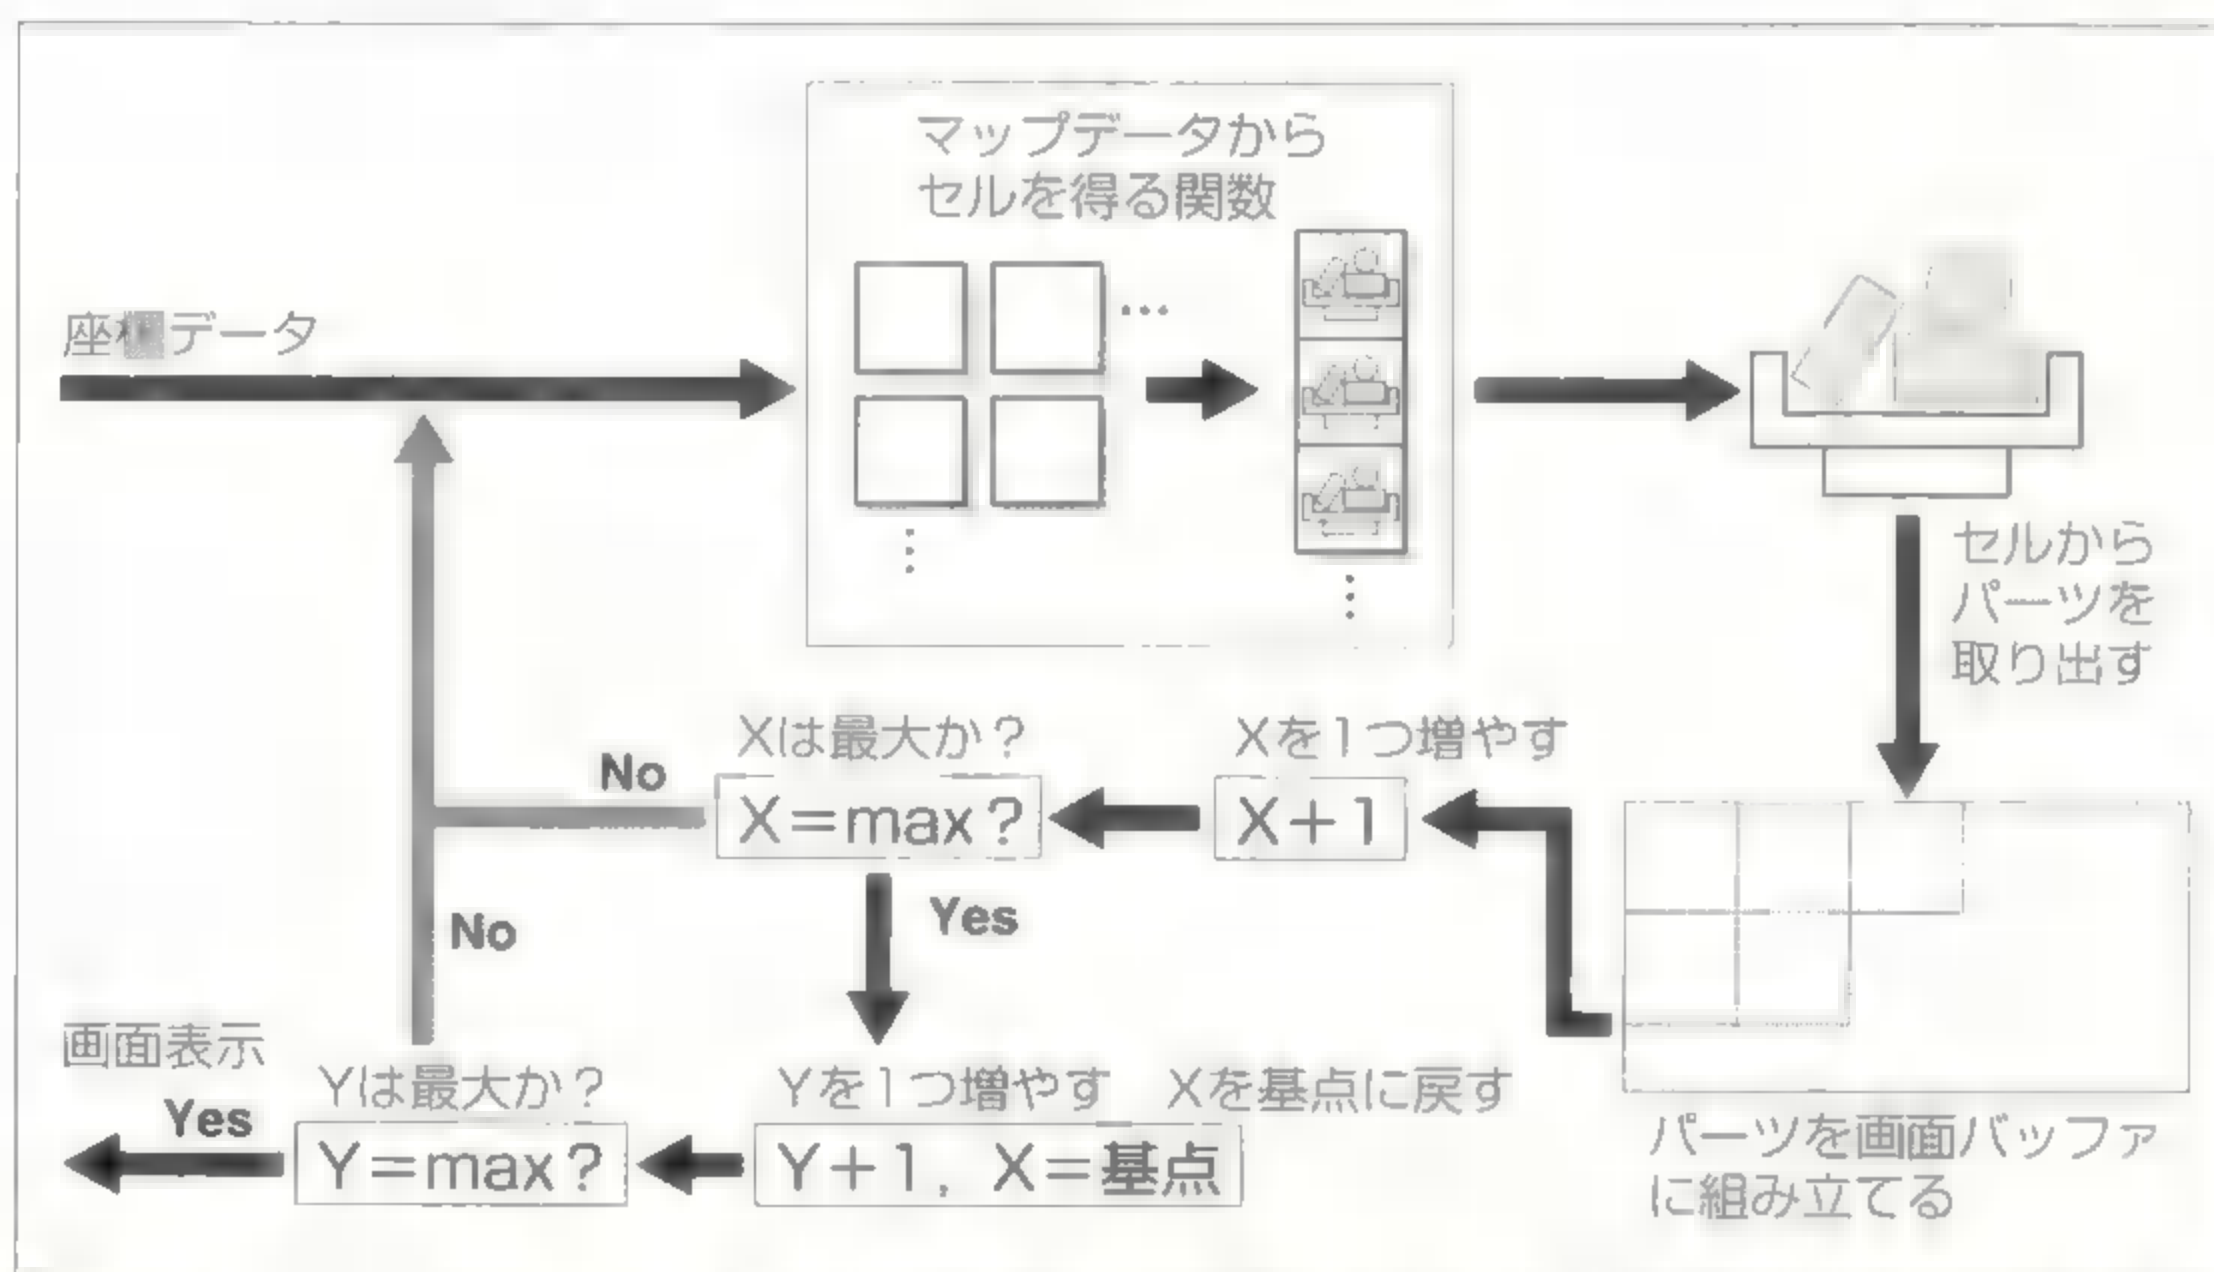 マップデータから
セルを得る関数
データ
セルから
パーツを
取り出す
Xは最大か？
Xを1つ増やす
No
X=max？
X+1
Yes
No
画面表示
Yes
Yは最大か？
Yを1つ増やす Xを基点に戻す
Y=max？
Y+1, X=基点
パーツを画面バッファ
に組み立てる